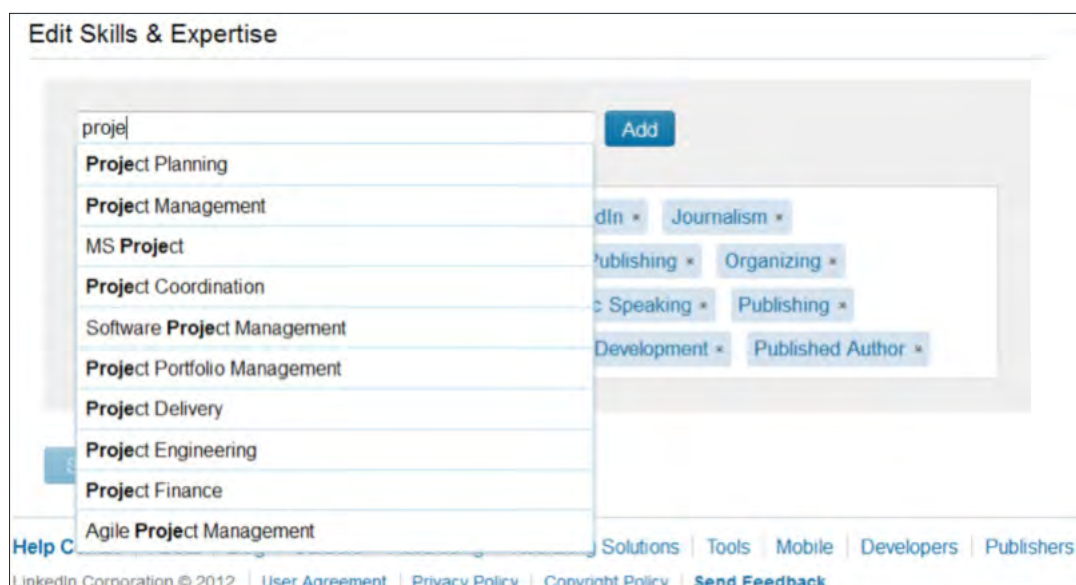 Edit Skills & Expertise
proje
Add
Project Planning
Project Management
MS Project
Project Coordination
Software Project Management
Project Portfolio Management
Project Delivery
Project Engineering
Project Finance
Agile Project Management
dIn × Journalism ×
Publishing × Organizing ×
Speaking × Publishing ×
Development × Published Author ×
Help Solutions Tools Mobile Developers Publishers
LinkedIn Corporation © 2012 User Agreement Privacy Policy Copyright Policy Send Feedback